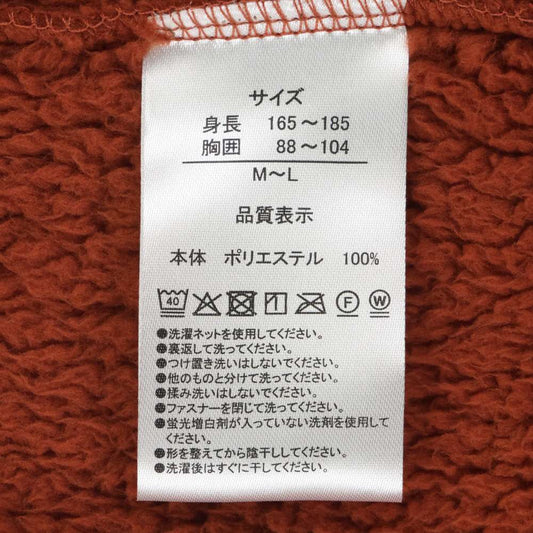 サイズ
身長 165～185
胸囲 88～104
M～L
品質表示
本体 ポリエステル 100%
40 F W
●洗濯ネットを使用してください。
●裏返して洗ってください。
●つけ置き洗いはしないでください。
●他のものと分けて洗ってください。
●揉み洗いはしないでください。
●ファスナーを閉じて洗ってください。
●蛍光増白剤が入っていない洗剤を使用して
ください。
●形を整えてから陰干ししてください。
●洗濯後はすぐに干してください。